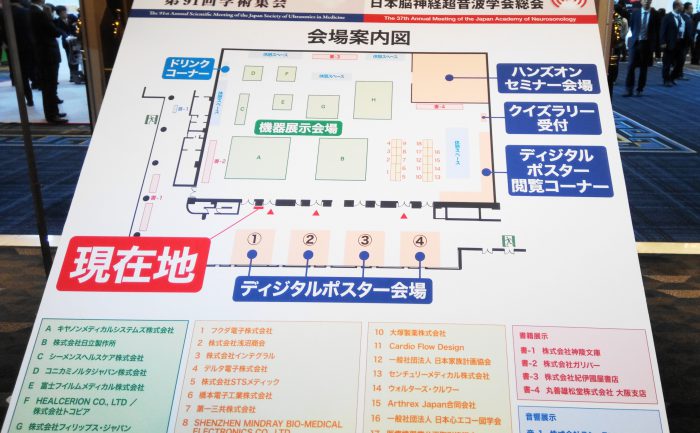 第91回学術集会
The 91st Annual Scientific Meeting of the Japan Society of Ultrasonics in Medicine
日本脳神経超音波学会総会
The 37th Annual Meeting of the Japan Academy of Neurosonology
会場案内図
ドリンク
コーナー
休憩スペース
書-3
休憩スペース
D
F
休憩スペース
C
E
G
H
書-4
ハンズオン
セミナー会場
クイズラリー
受付
ディジタル
ポスター
閲覧コーナー
機器展示会場
書-2
書-1
A
B
休憩スペース
現在地
① ② ③ ④
ディジタルポスター会場
A キヤノンメディカルシステムズ株式会社
B 株式会社日立製作所
C シーメンスヘルスケア株式会社
D コニカミノルタジャパン株式会社
E 富士フイルムメディカル株式会社
F HEALCERION CO., LTD /
株式会社トコピア
G 株式会社フィリップス・ジャパン
1 フクダ電子株式会社
2 株式会社浅沼商会
3 株式会社インテグラル
4 デルタ電子株式会社
5 株式会社STSメディック
6 橋本電子工業株式会社
7 第一三共株式会社
8 SHENZHEN MINDRAY BIO-MEDICAL
ELECTRONICS CO., LTD
10 大塚製薬株式会社
11 Cardio Flow Design
12 一般社団法人 日本家族計画協会
13 センチュリーメディカル株式会社
14 ウォルターズ・クルワー
15 Arthrex Japan合同会社
16 一般社団法人 日本心エコー図学会
17
書籍展示
書-1 株式会社神陵文庫
書-2 株式会社ガリバー
書-3 株式会社紀伊國屋書店
書-4 丸善雄松堂株式会社 大阪支店
音響展示